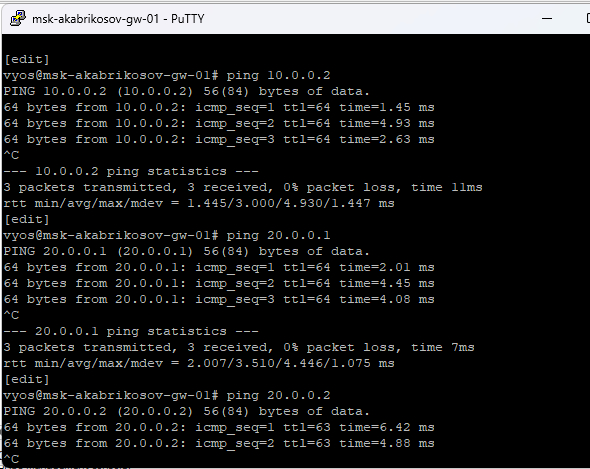 msk-akabrikosov-gw-01 - PuTTY
[edit]
vyos@msk-akabrikosov-gw-01# ping 10.0.0.2
PING 10.0.0.2 (10.0.0.2) 56(84) bytes of data.
64 bytes from 10.0.0.2: icmp_seq=1 ttl=64 time=1.45 ms
64 bytes from 10.0.0.2: icmp_seq=2 ttl=64 time=4.93 ms
64 bytes from 10.0.0.2: icmp_seq=3 ttl=64 time=2.63 ms
^C
--- 10.0.0.2 ping statistics ---
3 packets transmitted, 3 received, 0% packet loss, time 11ms
rtt min/avg/max/mdev = 1.445/3.000/4.930/1.447 ms
[edit]
vyos@msk-akabrikosov-gw-01# ping 20.0.0.1
PING 20.0.0.1 (20.0.0.1) 56(84) bytes of data.
64 bytes from 20.0.0.1: icmp_seq=1 ttl=64 time=2.01 ms
64 bytes from 20.0.0.1: icmp_seq=2 ttl=64 time=4.45 ms
64 bytes from 20.0.0.1: icmp_seq=3 ttl=64 time=4.08 ms
^C
--- 20.0.0.1 ping statistics ---
3 packets transmitted, 3 received, 0% packet loss, time 7ms
rtt min/avg/max/mdev = 2.007/3.510/4.446/1.075 ms
[edit]
vyos@msk-akabrikosov-gw-01# ping 20.0.0.2
PING 20.0.0.2 (20.0.0.2) 56(84) bytes of data.
64 bytes from 20.0.0.2: icmp_seq=1 ttl=63 time=6.42 ms
64 bytes from 20.0.0.2: icmp_seq=2 ttl=63 time=4.88 ms
^C